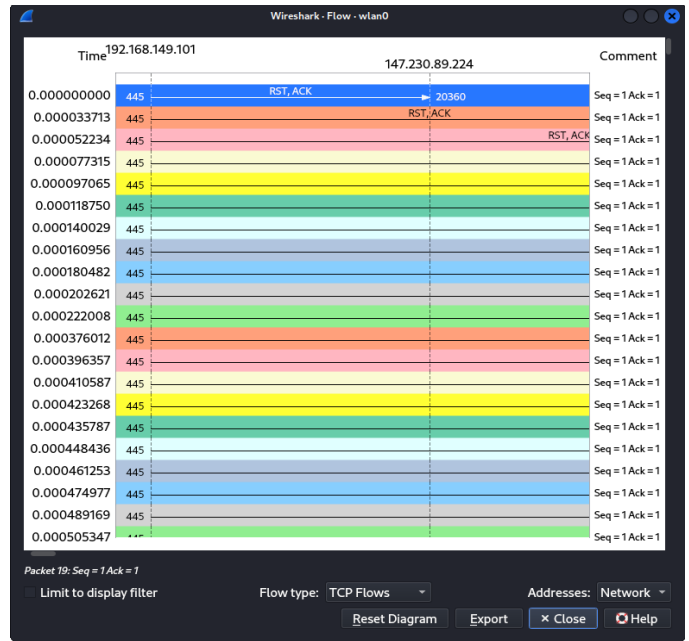 Wireshark · Flow · wlan0
Time 192.168.149.101 147.230.89.224 Comment
0.000000000 445 RST, ACK 20360 Seq = 1 Ack = 1
0.000033713 445 RST, ACK Seq = 1 Ack = 1
0.000052234 445 RST, ACK Seq = 1 Ack = 1
0.000077315 445 Seq = 1 Ack = 1
0.000097065 445 Seq = 1 Ack = 1
0.000118750 445 Seq = 1 Ack = 1
0.000140029 445 Seq = 1 Ack = 1
0.000160956 445 Seq = 1 Ack = 1
0.000180482 445 Seq = 1 Ack = 1
0.000202621 445 Seq = 1 Ack = 1
0.000222008 445 Seq = 1 Ack = 1
0.000376012 445 Seq = 1 Ack = 1
0.000396357 445 Seq = 1 Ack = 1
0.000410587 445 Seq = 1 Ack = 1
0.000423268 445 Seq = 1 Ack = 1
0.000435787 445 Seq = 1 Ack = 1
0.000448436 445 Seq = 1 Ack = 1
0.000461253 445 Seq = 1 Ack = 1
0.000474977 445 Seq = 1 Ack = 1
0.000489169 445 Seq = 1 Ack = 1
0.000505347 Seq = 1 Ack = 1
Packet 19: Seq = 1 Ack = 1
Limit to display filter Flow type: TCP Flows Addresses: Network
Reset Diagram Export × Close Help